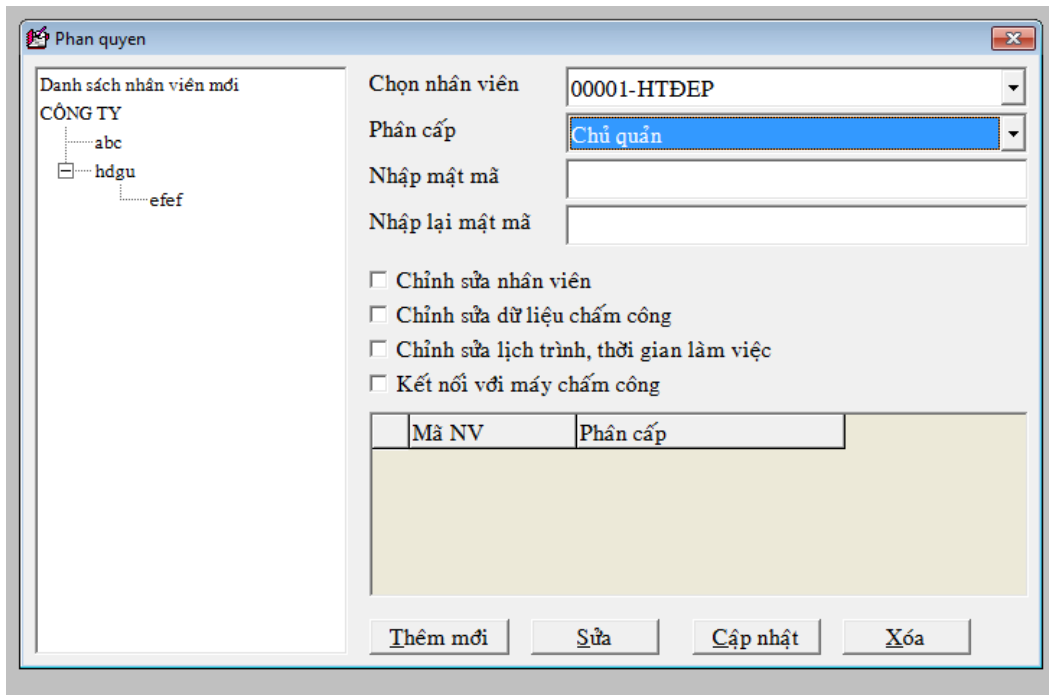 Phan quyen
Danh sách nhân viên mới
CÔNG TY
abc
hdgu
efef
Chọn nhân viên
00001-HTĐEP
Phân cấp
Chủ quản
Nhập mật mã
Nhập lại mật mã
Chỉnh sửa nhân viên
Chỉnh sửa dữ liệu chấm công
Chỉnh sửa lịch trình, thời gian làm việc
Kết nối với máy chấm công
Mã NV Phân cấp
Thêm mới Sửa Cập nhật Xóa